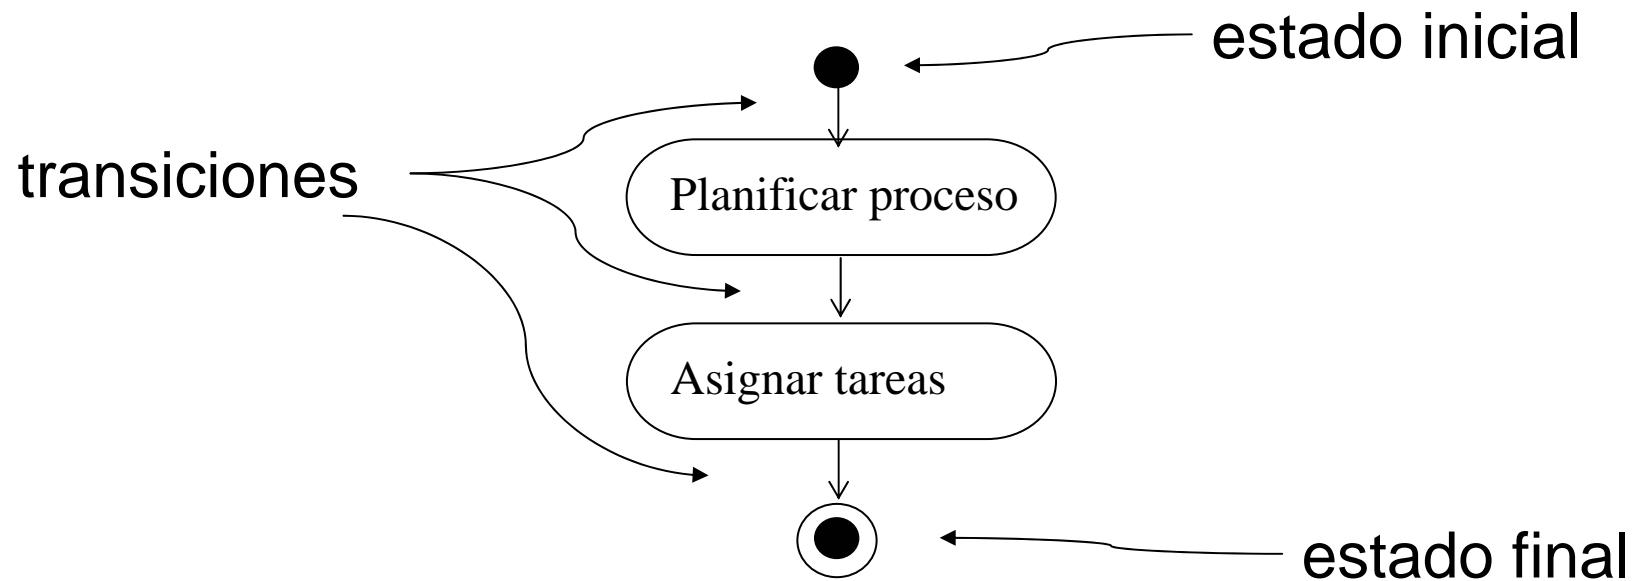 estado inicial
transiciones
Planificar proceso
Asignar tareas
estado final